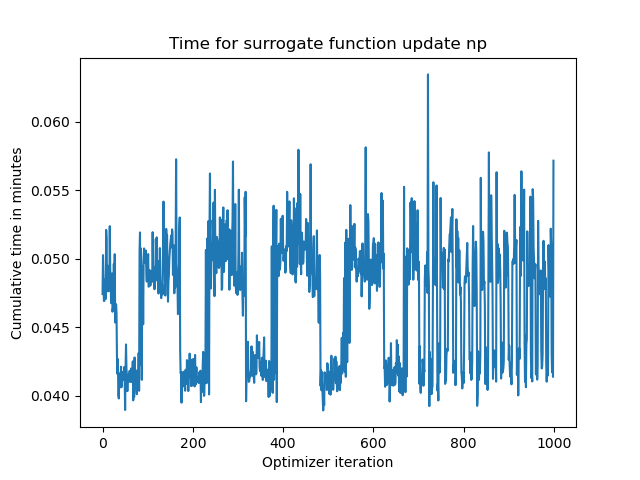 Time for surrogate function update np
0.060
0.055
0.050
0.045
0.040
Cumulative time in minutes
0 200 400 600 800 1000
Optimizer iteration